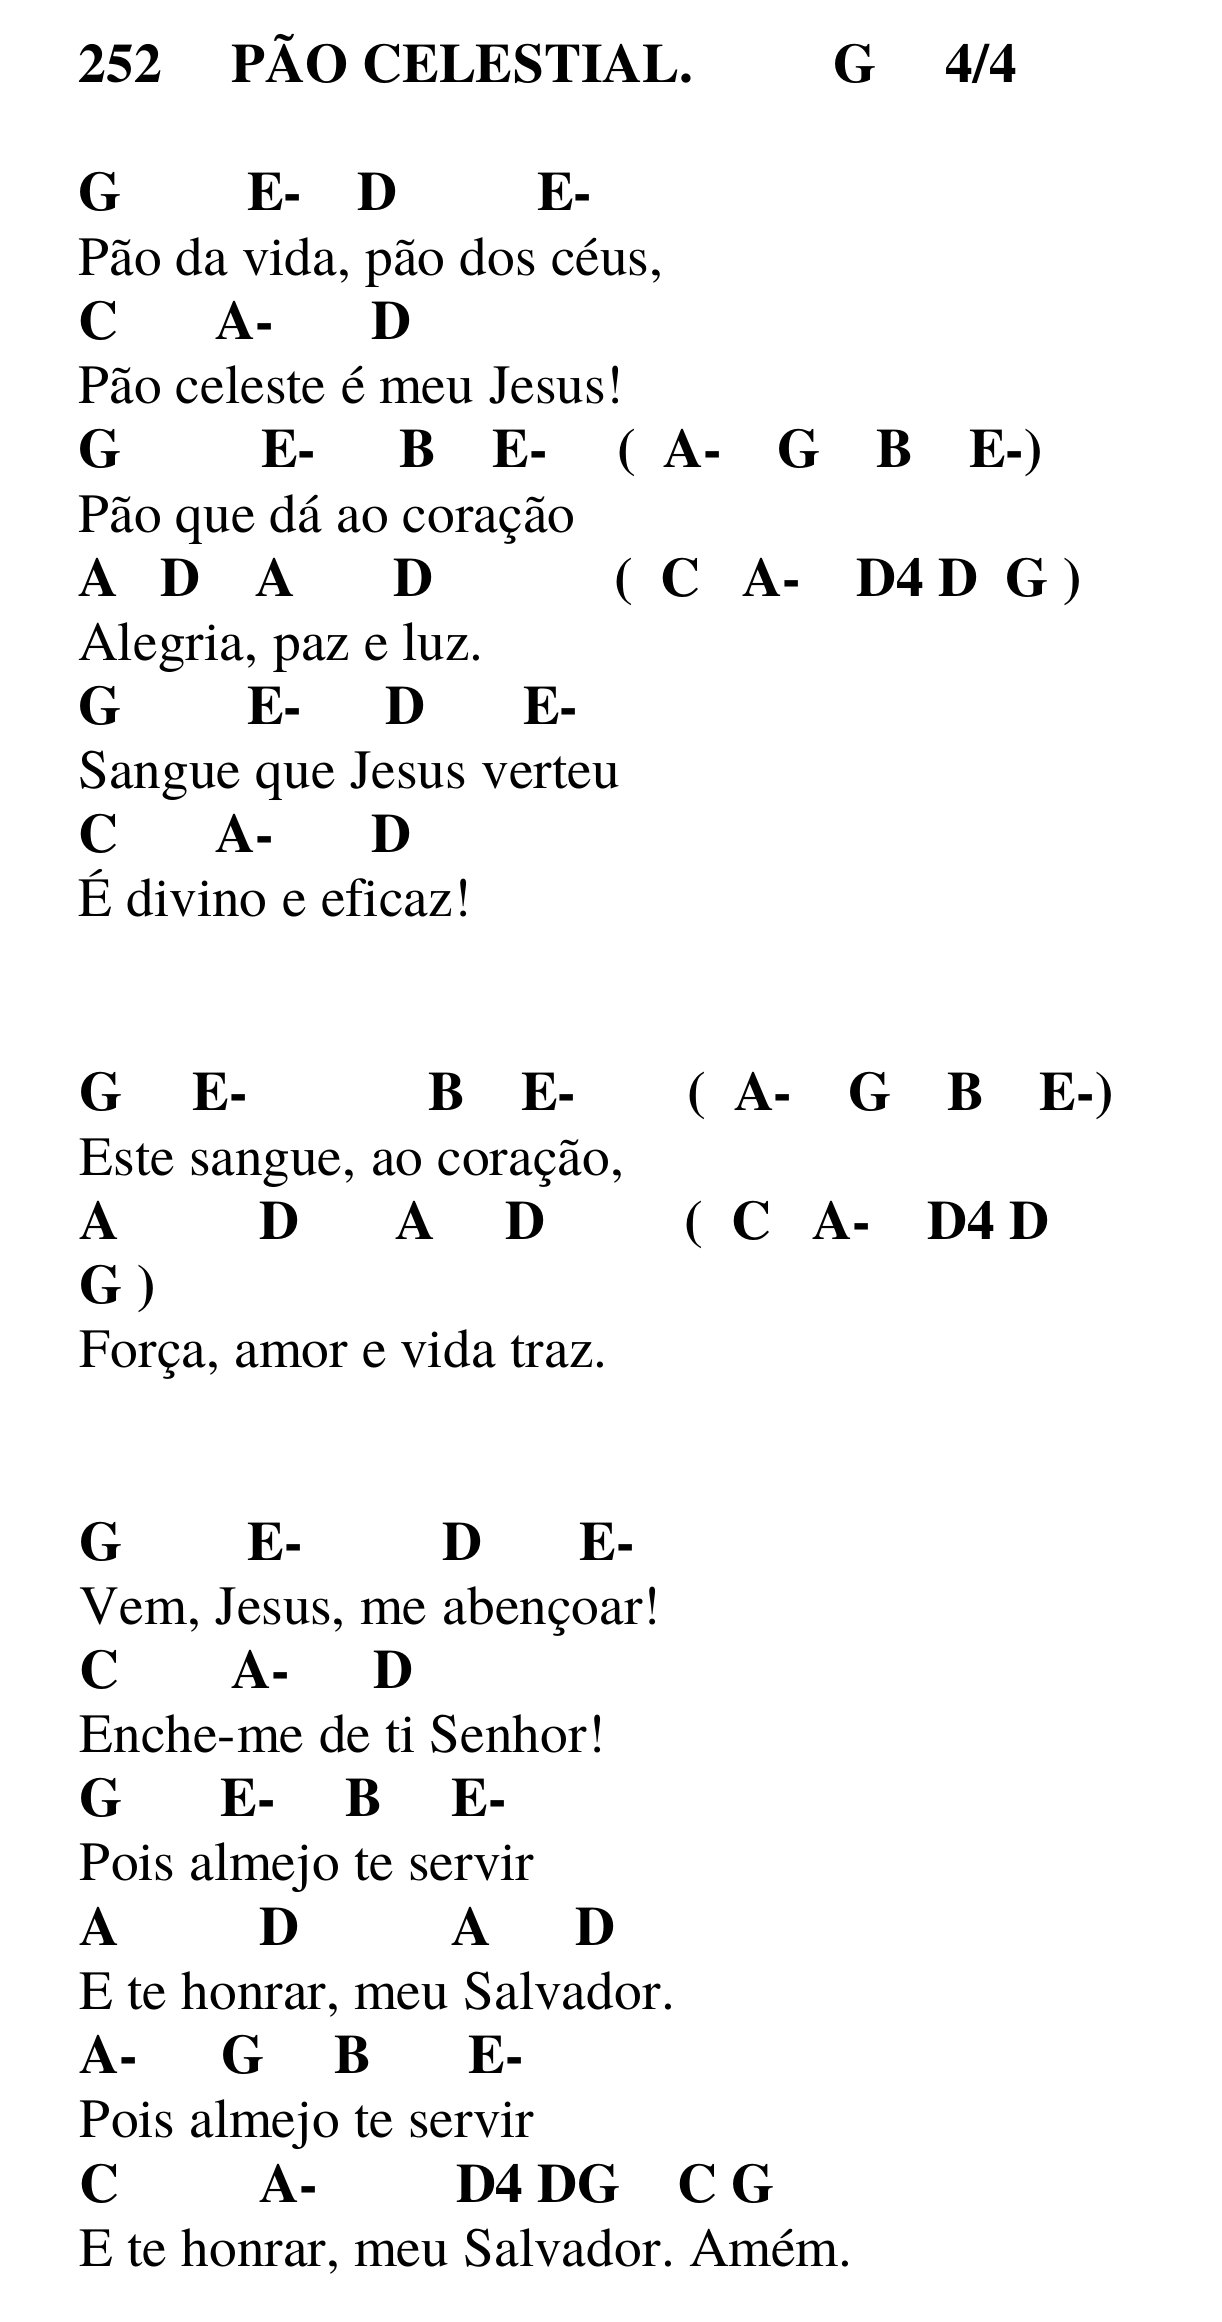 252 PÃO CELESTIAL. G 4/4
G E- D E-
Pão da vida, pão dos céus,
C A- D
Pão celeste é meu Jesus!
G E- B E- ( A- G B E-)
Pão que dá ao coração
A D A D ( C A- D4 D G )
Alegria, paz e luz.
G E- D E-
Sangue que Jesus verteu
C A- D
É divino e eficaz!
G E- B E- ( A- G B E-)
Este sangue, ao coração,
A D A D ( C A- D4 D
G )
Força, amor e vida traz.
G E- D E-
Vem, Jesus, me abençoar!
C A- D
Enche-me de ti Senhor!
G E- B E-
Pois almejo te servir
A D A D
E te honrar, meu Salvador.
A- G B E-
Pois almejo te servir
C A- D4 DG C G
E te honrar, meu Salvador. Amém.